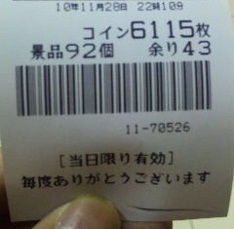 10年11月28日 22時10分
コイン6115枚
景品92個 余り43
11-70526
[当日限り有効]
毎度ありがとうございます